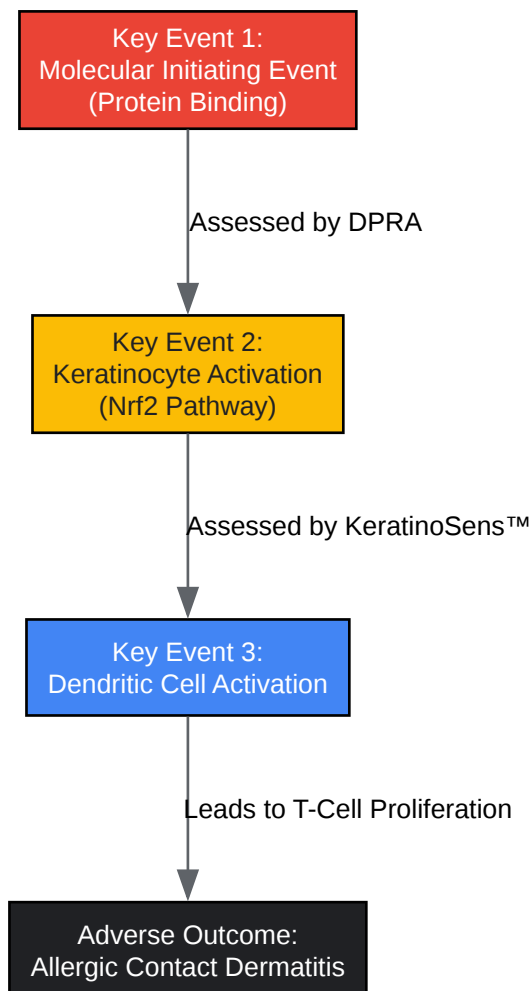 Key Event 1:
Molecular Initiating Event
(Protein Binding)
Assessed by DPRA
Key Event 2:
Keratinocyte Activation
(Nrf2 Pathway)
Assessed by KeratinoSens™
Key Event 3:
Dendritic Cell Activation
Leads to T-Cell Proliferation
Adverse Outcome:
Allergic Contact Dermatitis